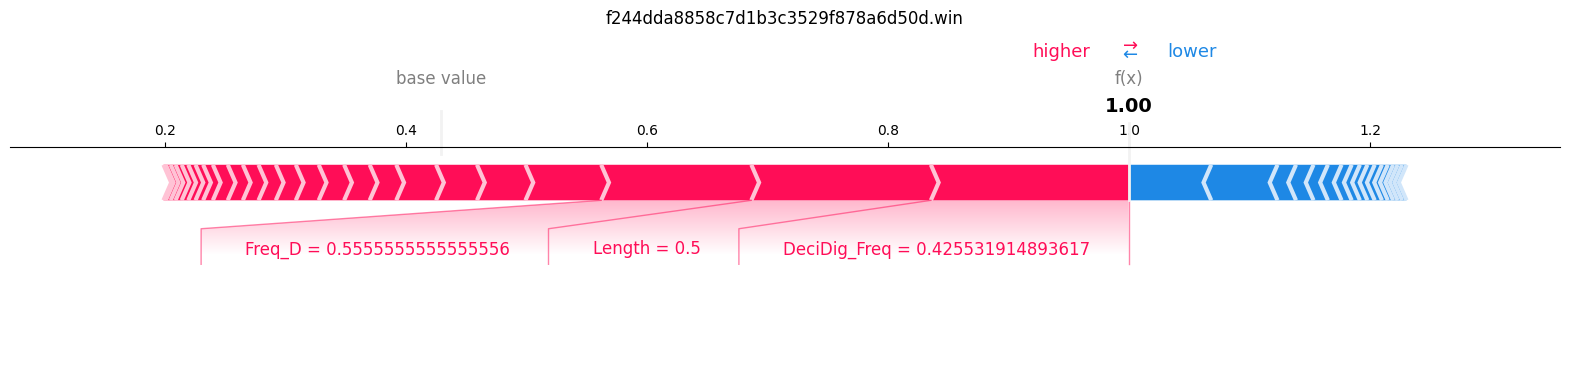 f244dda8858c7d1b3c3529f878a6d50d.win
higher ⇄ lower
base value f(x)
1.00
0.2 0.4 0.6 0.8 1.0 1.2
Freq_D = 0.5555555555555556 Length = 0.5 DeciDig_Freq = 0.425531914893617